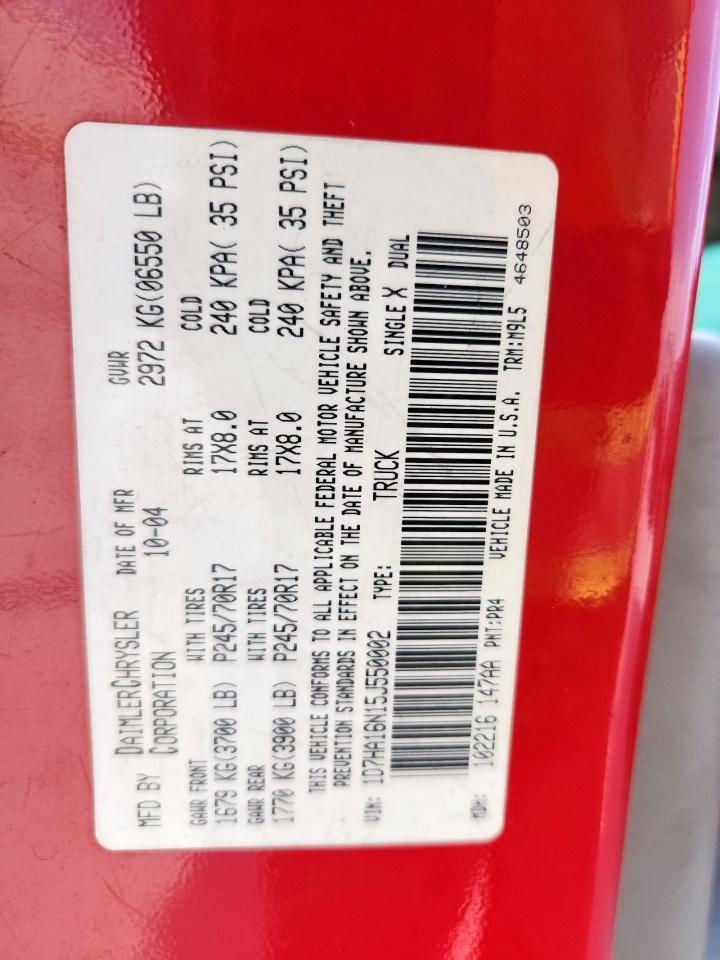 MFD BY DAIMLERCHRYSLER CORPORATION DATE OF MFR 10-04 GVWR 2972 KG(06550 LB)
GAWR FRONT WITH TIRES RIMS AT COLD
1679 KG(3700 LB) P245/70R17 17X8.0 240 KPA( 35 PSI)
GAWR REAR WITH TIRES RIMS AT COLD
1770 KG(3900 LB) P245/70R17 17X8.0 240 KPA( 35 PSI)
THIS VEHICLE CONFORMS TO ALL APPLICABLE FEDERAL MOTOR VEHICLE SAFETY AND THEFT
PREVENTION STANDARDS IN EFFECT ON THE DATE OF MANUFACTURE SHOWN ABOVE.
VIN: 1D7HA16N15J550002 TYPE: TRUCK SINGLE X DUAL
MDH: 102216 147AA PNT:PR4 VEHICLE MADE IN U.S.A. TRM:M9L5 4648503